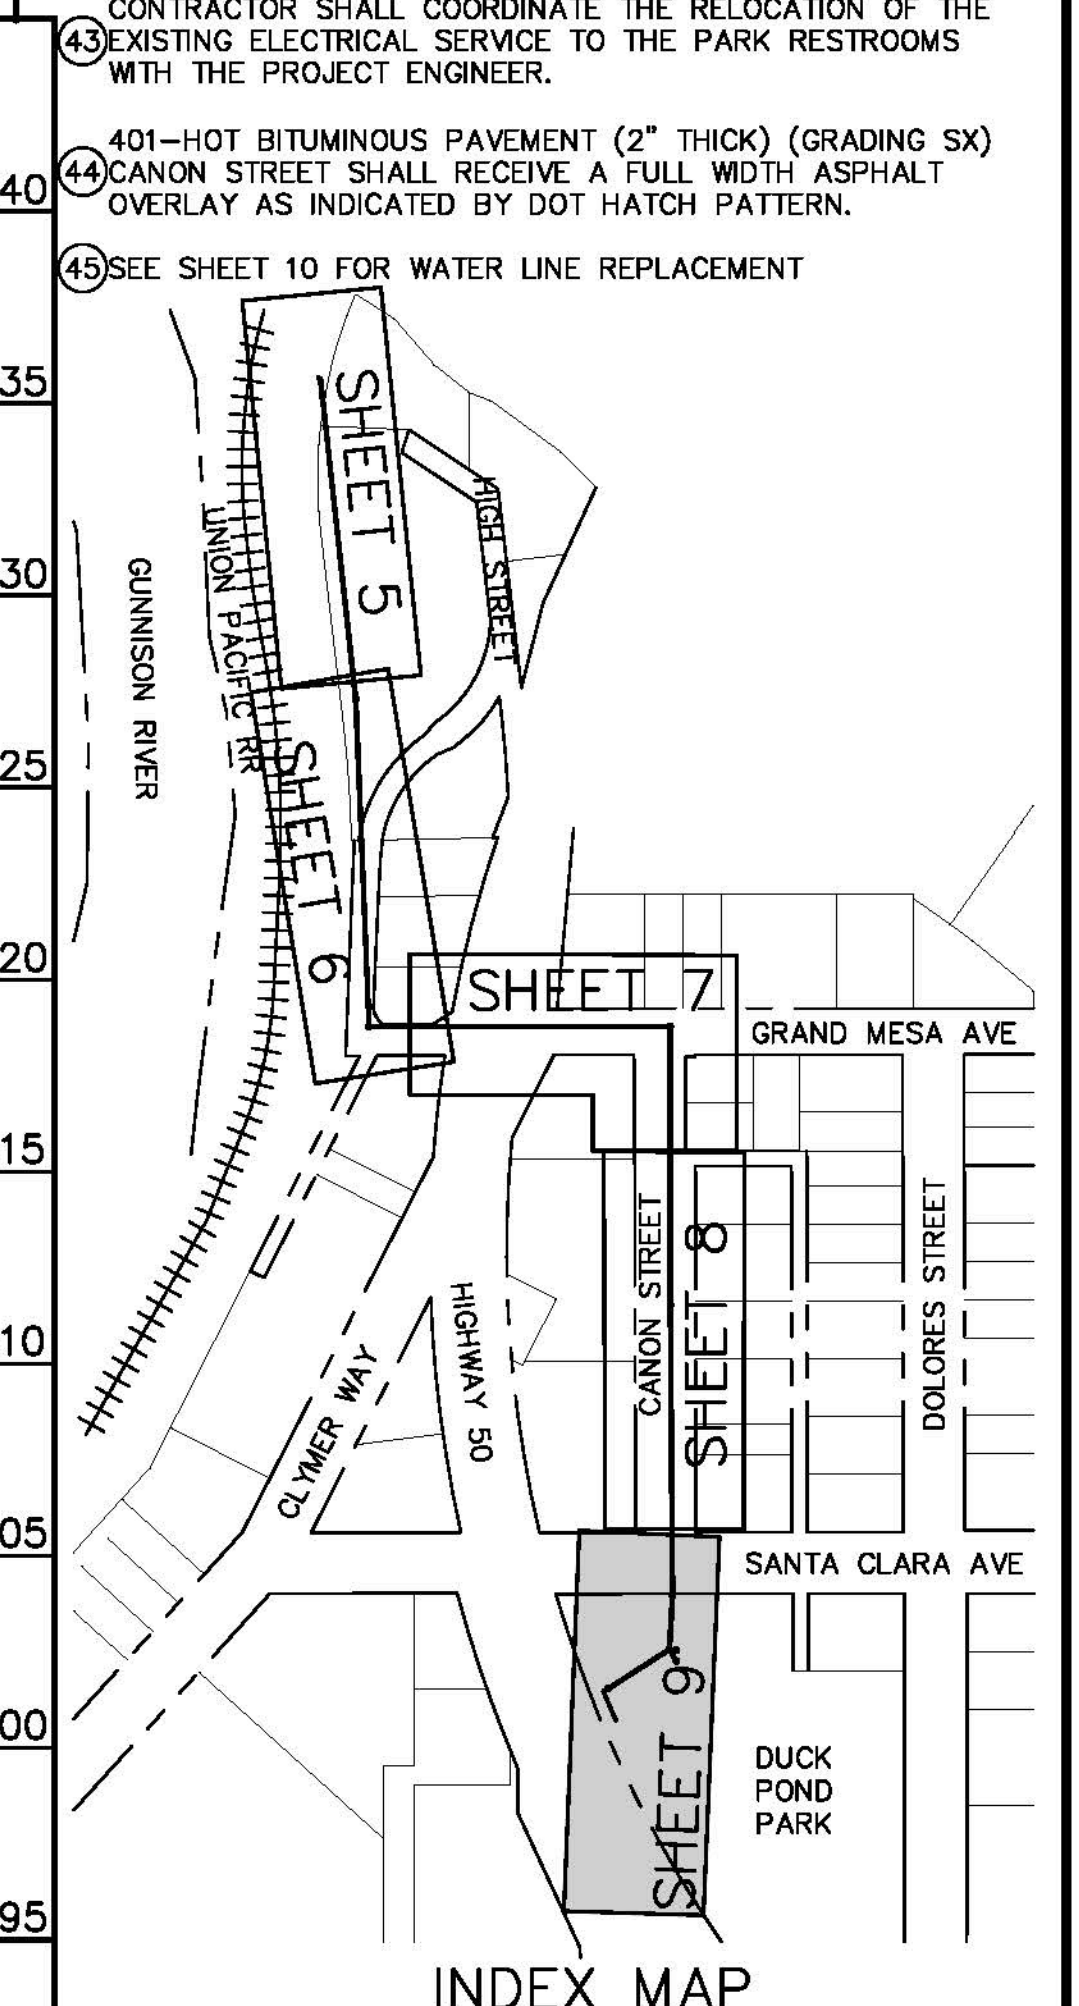 CONTRACTOR SHALL COORDINATE THE RELOCATION OF THE
43 EXISTING ELECTRICAL SERVICE TO THE PARK RESTROOMS
WITH THE PROJECT ENGINEER.
401-HOT BITUMINOUS PAVEMENT (2" THICK) (GRADING SX)
44 CANON STREET SHALL RECEIVE A FULL WIDTH ASPHALT
OVERLAY AS INDICATED BY DOT HATCH PATTERN.
45 SEE SHEET 10 FOR WATER LINE REPLACEMENT
40
35
30
25
20
15
10
05
00
95
SHEET 5
HIGH STREET
UNION PACIFIC RR
GUNNISON RIVER
SHEET 6
SHEET 7
GRAND MESA AVE
CANON STREET
SHEET 8
DOLORES STREET
HIGHWAY 50
CLYMER WAY
SANTA CLARA AVE
SHEET 9
DUCK
POND
PARK
INDEX MAP